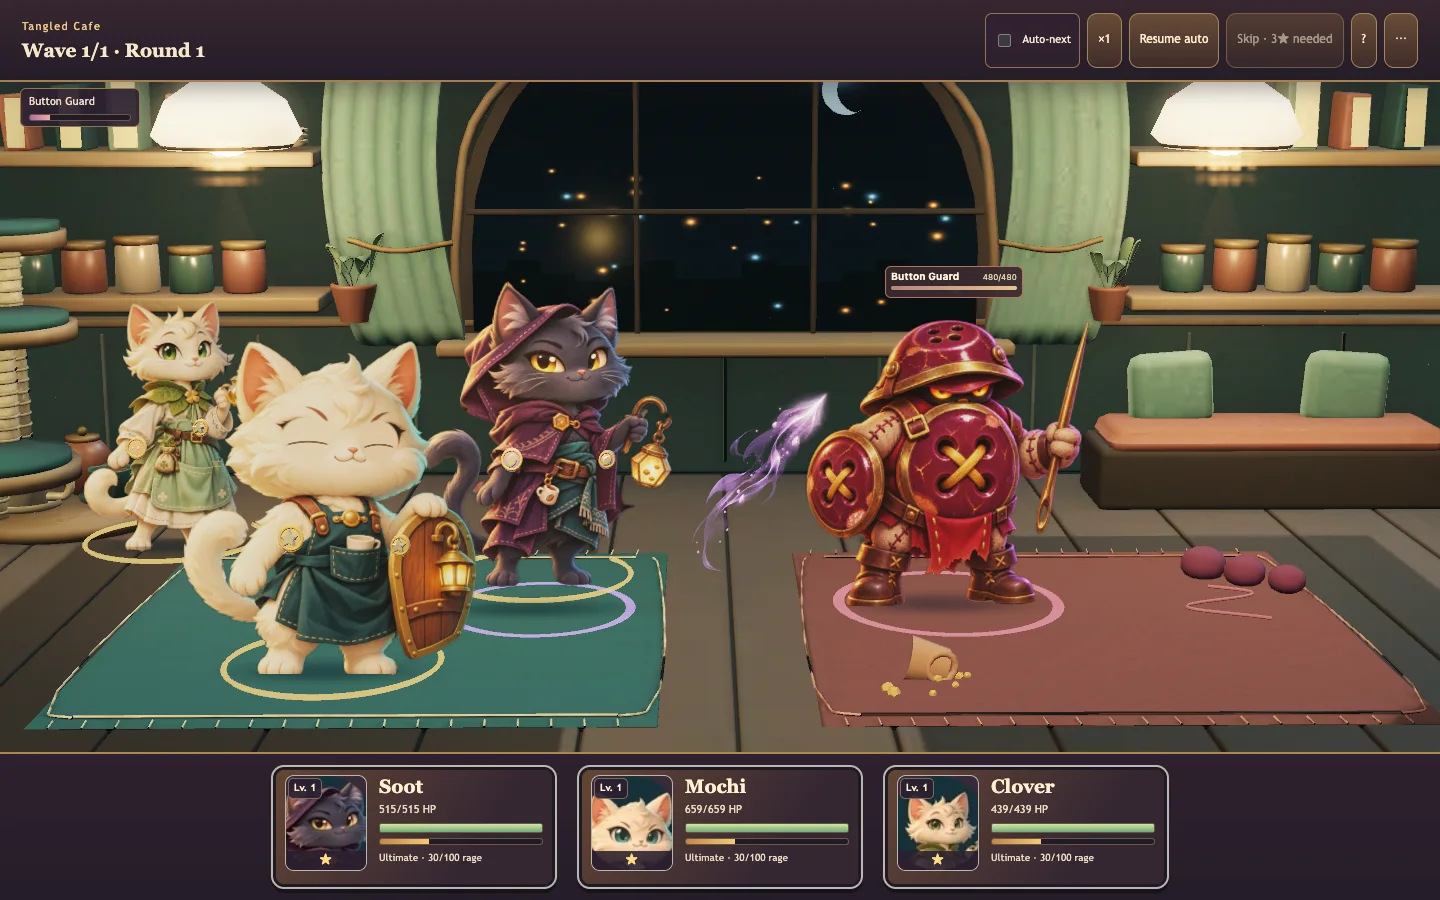 Tangled Cafe
Wave 1/1 · Round 1
Auto-next
×1
Resume auto
Skip · 3★ needed
?
...
Button Guard
Button Guard 480/480
Lv. 1
Soot
515/515 HP
Ultimate · 30/100 rage
Lv. 1
Mochi
659/659 HP
Ultimate · 30/100 rage
Lv. 1
Clover
439/439 HP
Ultimate · 30/100 rage